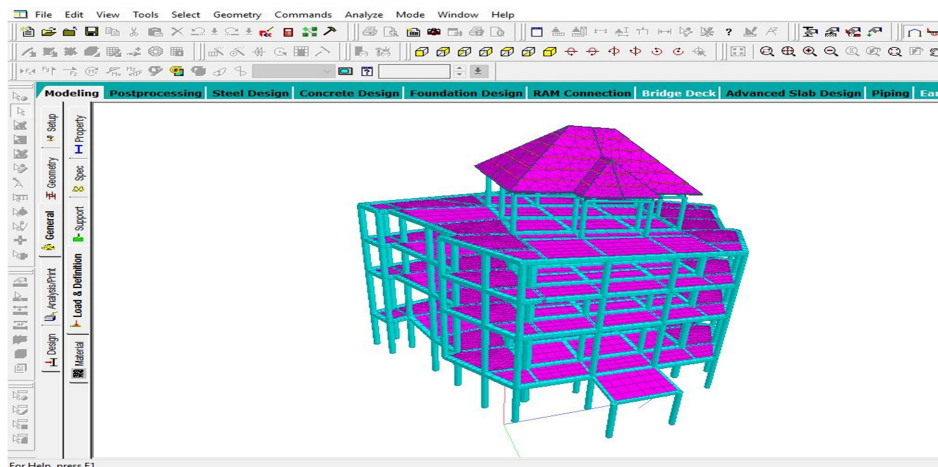 File Edit View Tools Select Geometry Commands Analyze Mode Window Help
Modeling Postprocessing Steel Design Concrete Design Foundation Design RAM Connection Bridge Deck Advanced Slab Design Piping Ear
Setup
Geometry
General
Analysis/Print
Design
Property
Spec
Support
Load & Definition
Material
For Help, press F1